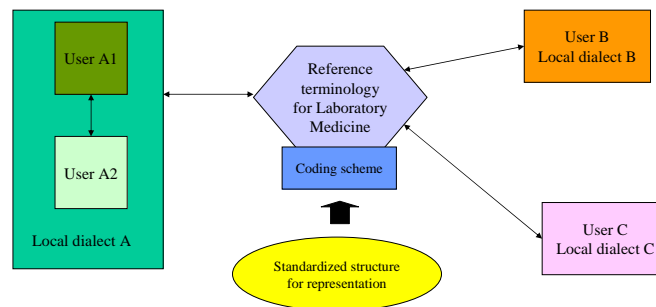 User A1
User A2
Local dialect A
Reference
terminology
for Laboratory
Medicine
Coding scheme
Standardized structure
for representation
User B
Local dialect B
User C
Local dialect C